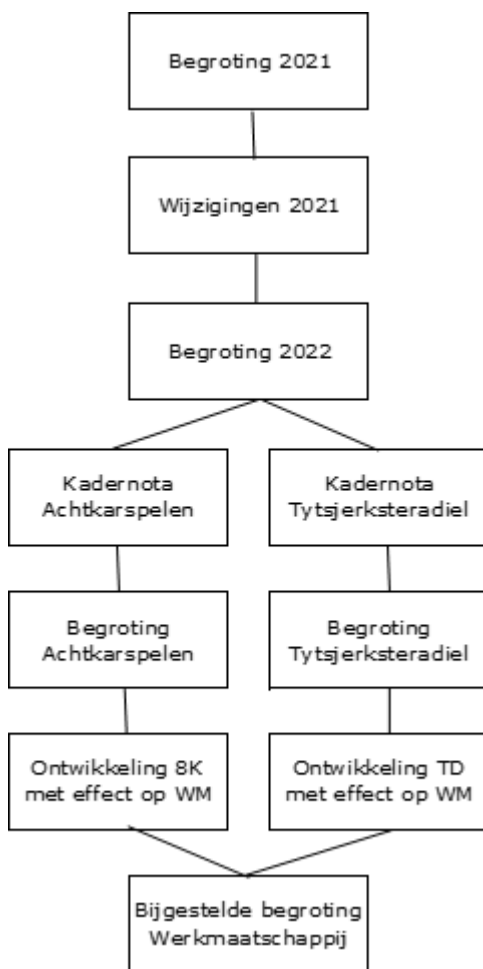 Begroting 2021
Wijzigingen 2021
Begroting 2022
Kadernota
Achtkarspelen
Kadernota
Tytsjerksteradiel
Begroting
Achtkarspelen
Begroting
Tytsjerksteradiel
Ontwikkeling 8K
met effect op WM
Ontwikkeling TD
met effect op WM
Bijgestelde begroting
Werkmaatschappij